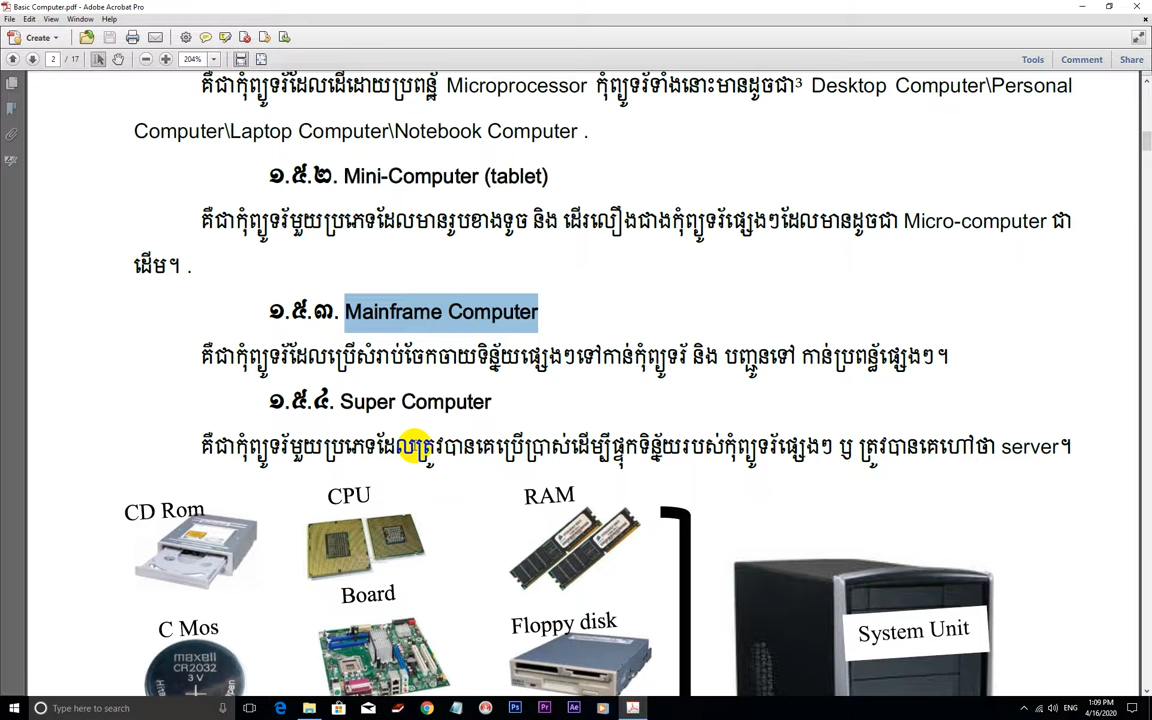 Basic Computer.pdf - Adobe Acrobat Pro
File Edit View Window Help
Create
2 / 17 204% Tools Comment Share
គឺជាកុំព្យូទរ័ដែលដើដោយប្រពន្ឋ័ Microprocessor កុំព្យូទរ័ទាំងនោះមានដូចជា³ Desktop Computer\Personal
Computer\Laptop Computer\Notebook Computer .
១.៥.២. Mini-Computer (tablet)
គឺជាកុំព្យូទរ័មួយប្រភេទដែលមានរូបខាងទូច និង ដើរលឿងជាងកុំព្យូទរ័ផ្សេងៗដែលមានដូចជា Micro-computer ជា
ដើម។ .
១.៥.៣. Mainframe Computer
គឺជាកុំព្យូទរ័ដែលប្រើសំរាប់ចែកចាយទិន្ន័យផ្សេងៗទៅកាន់កុំព្យូទរ័ និង បញ្ជូនទៅ កាន់ប្រពន្ឋ័ផ្សេងៗ។
១.៥.៤. Super Computer
គឺជាកុំព្យូទរ័មួយប្រភេទដែលត្រូវបានគេប្រើប្រាស់ដើម្បីផ្ទុកទិន្ន័យរបស់កុំព្យូទរ័ផ្សេងៗ ឬ ត្រូវបានគេហៅថា server។
CD Rom CPU RAM
Board
C Mos Floppy disk
System Unit
maxell
CR2032
3 V
Type here to search
ENG 1:09 PM
4/16/2020